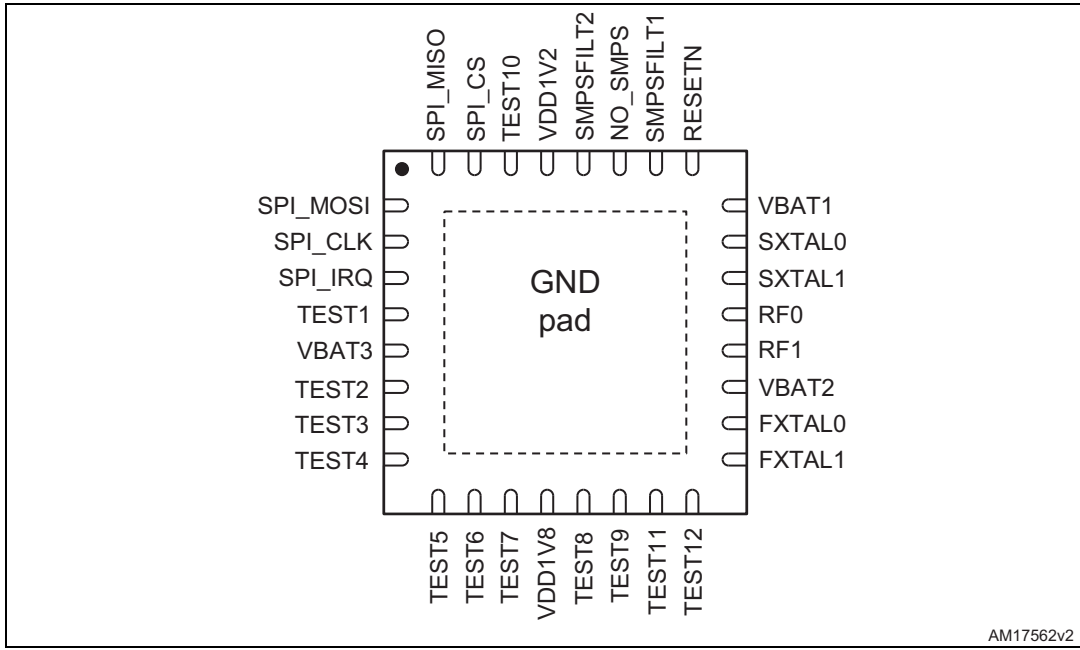 SPI_MISO
SPI_CS
TEST10
VDD1V2
SMPSFILT2
NO_SMPS
SMPSFILT1
RESETN
SPI_MOSI
SPI_CLK
SPI_IRQ
TEST1
VBAT3
TEST2
TEST3
TEST4
GND
pad
VBAT1
SXTAL0
SXTAL1
RF0
RF1
VBAT2
FXTAL0
FXTAL1
TEST5
TEST6
TEST7
VDD1V8
TEST8
TEST9
TEST11
TEST12
AM17562v2